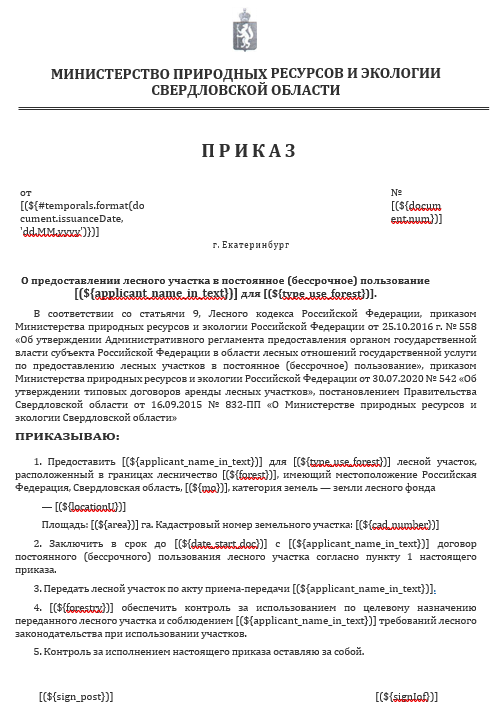 МИНИСТЕРСТВО ПРИРОДНЫХ РЕСУРСОВ И ЭКОЛОГИИ
СВЕРДЛОВСКОЙ ОБЛАСТИ
П Р И К А З
от
[(${#temporals.format(do
cument.issuanceDate,
'dd.MM.yyyy')})]
№
[(${docum
ent.num})]
г. Екатеринбург
О предоставлении лесного участка в постоянное (бессрочное) пользование
[(${applicant_name_in_text})] для [(${type_use_forest})].
В соответствии со статьями 9, Лесного кодекса Российской Федерации, приказом
Министерства природных ресурсов и экологии Российской Федерации от 25.10.2016 г. № 558
«Об утверждении Административного регламента предоставления органом государственной
власти субъекта Российской Федерации в области лесных отношений государственной услуги
по предоставлению лесных участков в постоянное (бессрочное) пользование», приказом
Министерства природных ресурсов и экологии Российской Федерации от 30.07.2020 № 542 «Об
утверждении типовых договоров аренды лесных участков», постановлением Правительства
Свердловской области от 16.09.2015 № 832-ПП «О Министерстве природных ресурсов и
экологии Свердловской области»
ПРИКАЗЫВАЮ:
1. Предоставить [(${applicant_name_in_text})] для [(${type_use_forest})] лесной участок,
расположенный в границах лесничество [(${forest})], имеющий местоположение Российская
Федерация, Свердловская область, [(${mo})], категория земель — земли лесного фонда
— [(${locationU})]
Площадь: [(${area})] га. Кадастровый номер земельного участка: [(${cad_number})]
2. Заключить в срок до [(${date_start_doc})] с [(${applicant_name_in_text})] договор
постоянного (бессрочного) пользования лесного участка согласно пункту 1 настоящего
приказа.
3. Передать лесной участок по акту приема-передачи [(${applicant_name_in_text})].
4. [(${forestry})] обеспечить контроль за использованием по целевому назначению
переданного лесного участка и соблюдением [(${applicant_name_in_text})] требований лесного
законодательства при использовании участков.
5. Контроль за исполнением настоящего приказа оставляю за собой.
[(${sign_post})]
[(${signIof})]